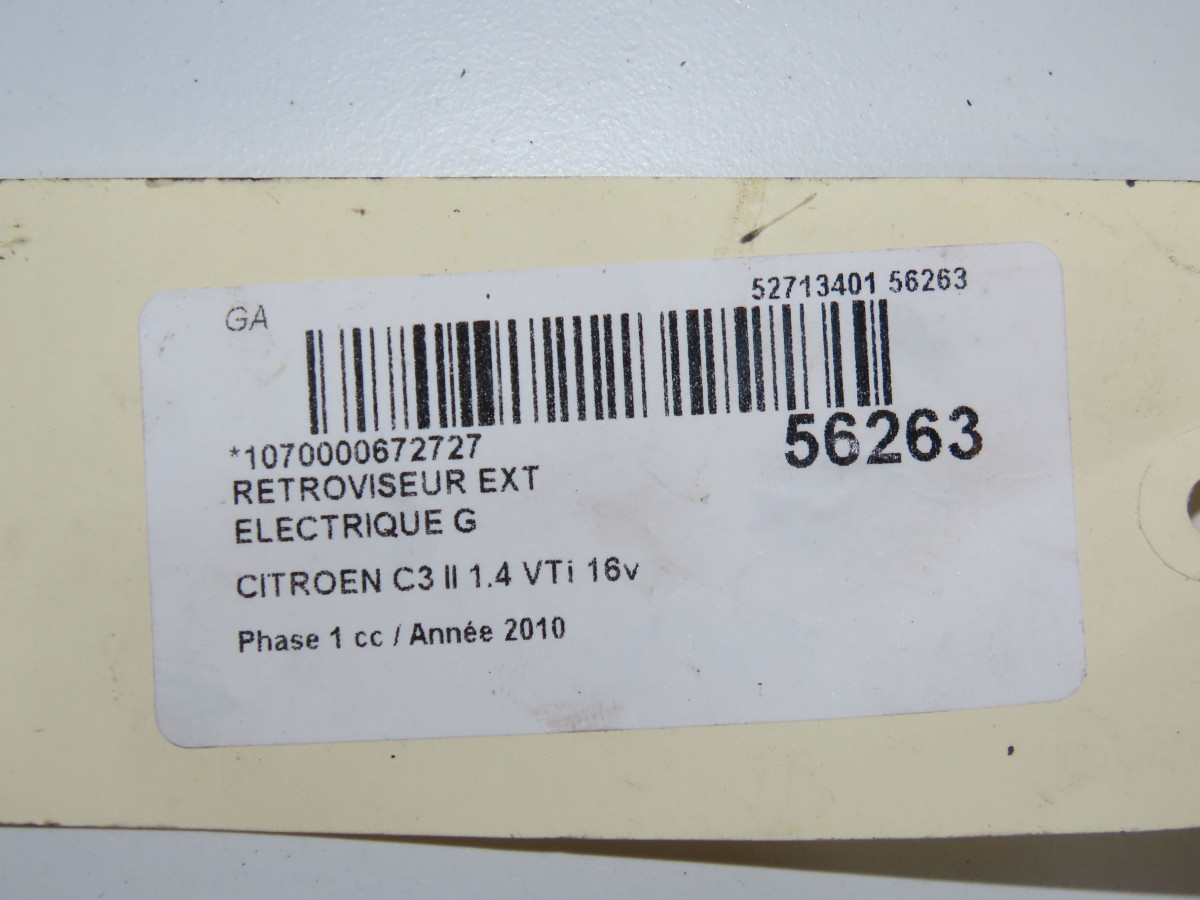 GA
52713401 56263
*1070000672727
56263
RETROVISEUR EXT
ELECTRIQUE G
CITROEN C3 II 1.4 VTi 16v
Phase 1 cc / Année 2010